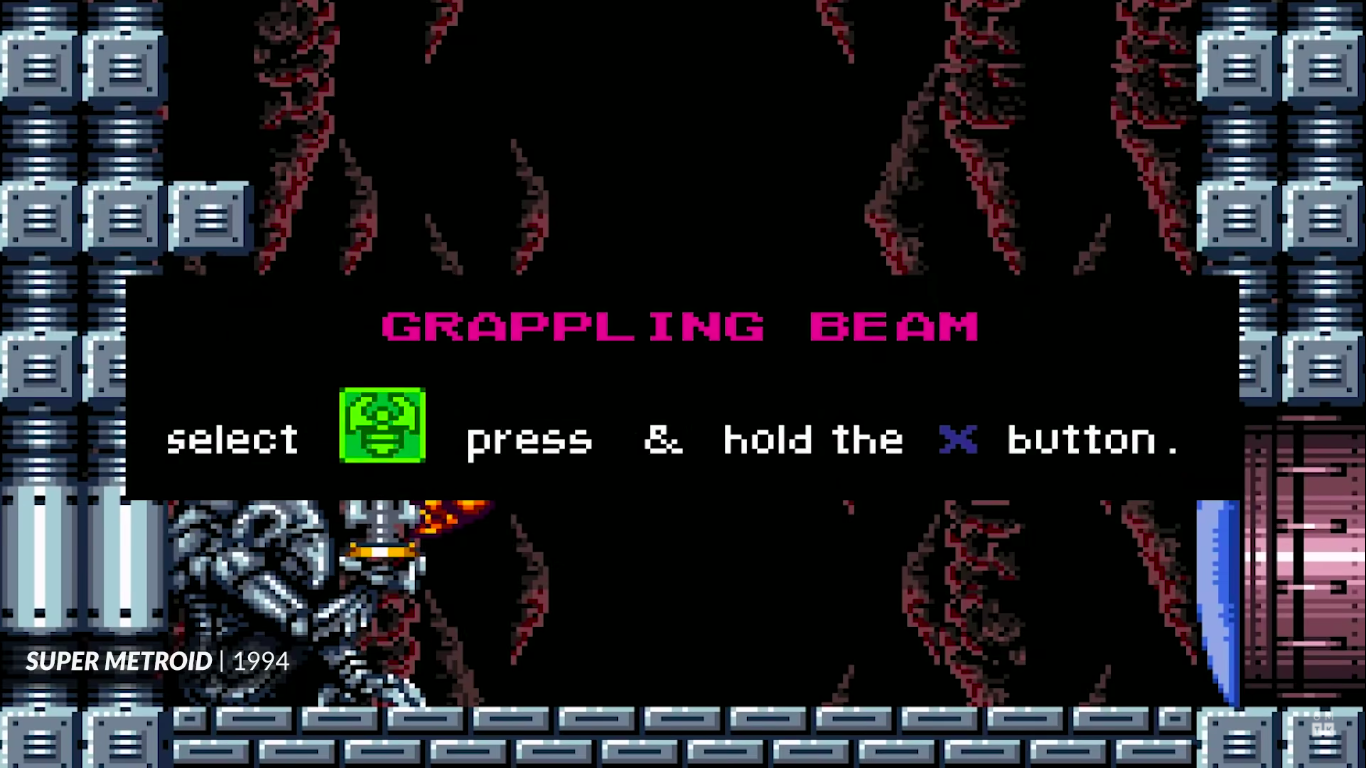 GRAPPLING BEAM
select press & hold the X button.
SUPER METROID | 1994